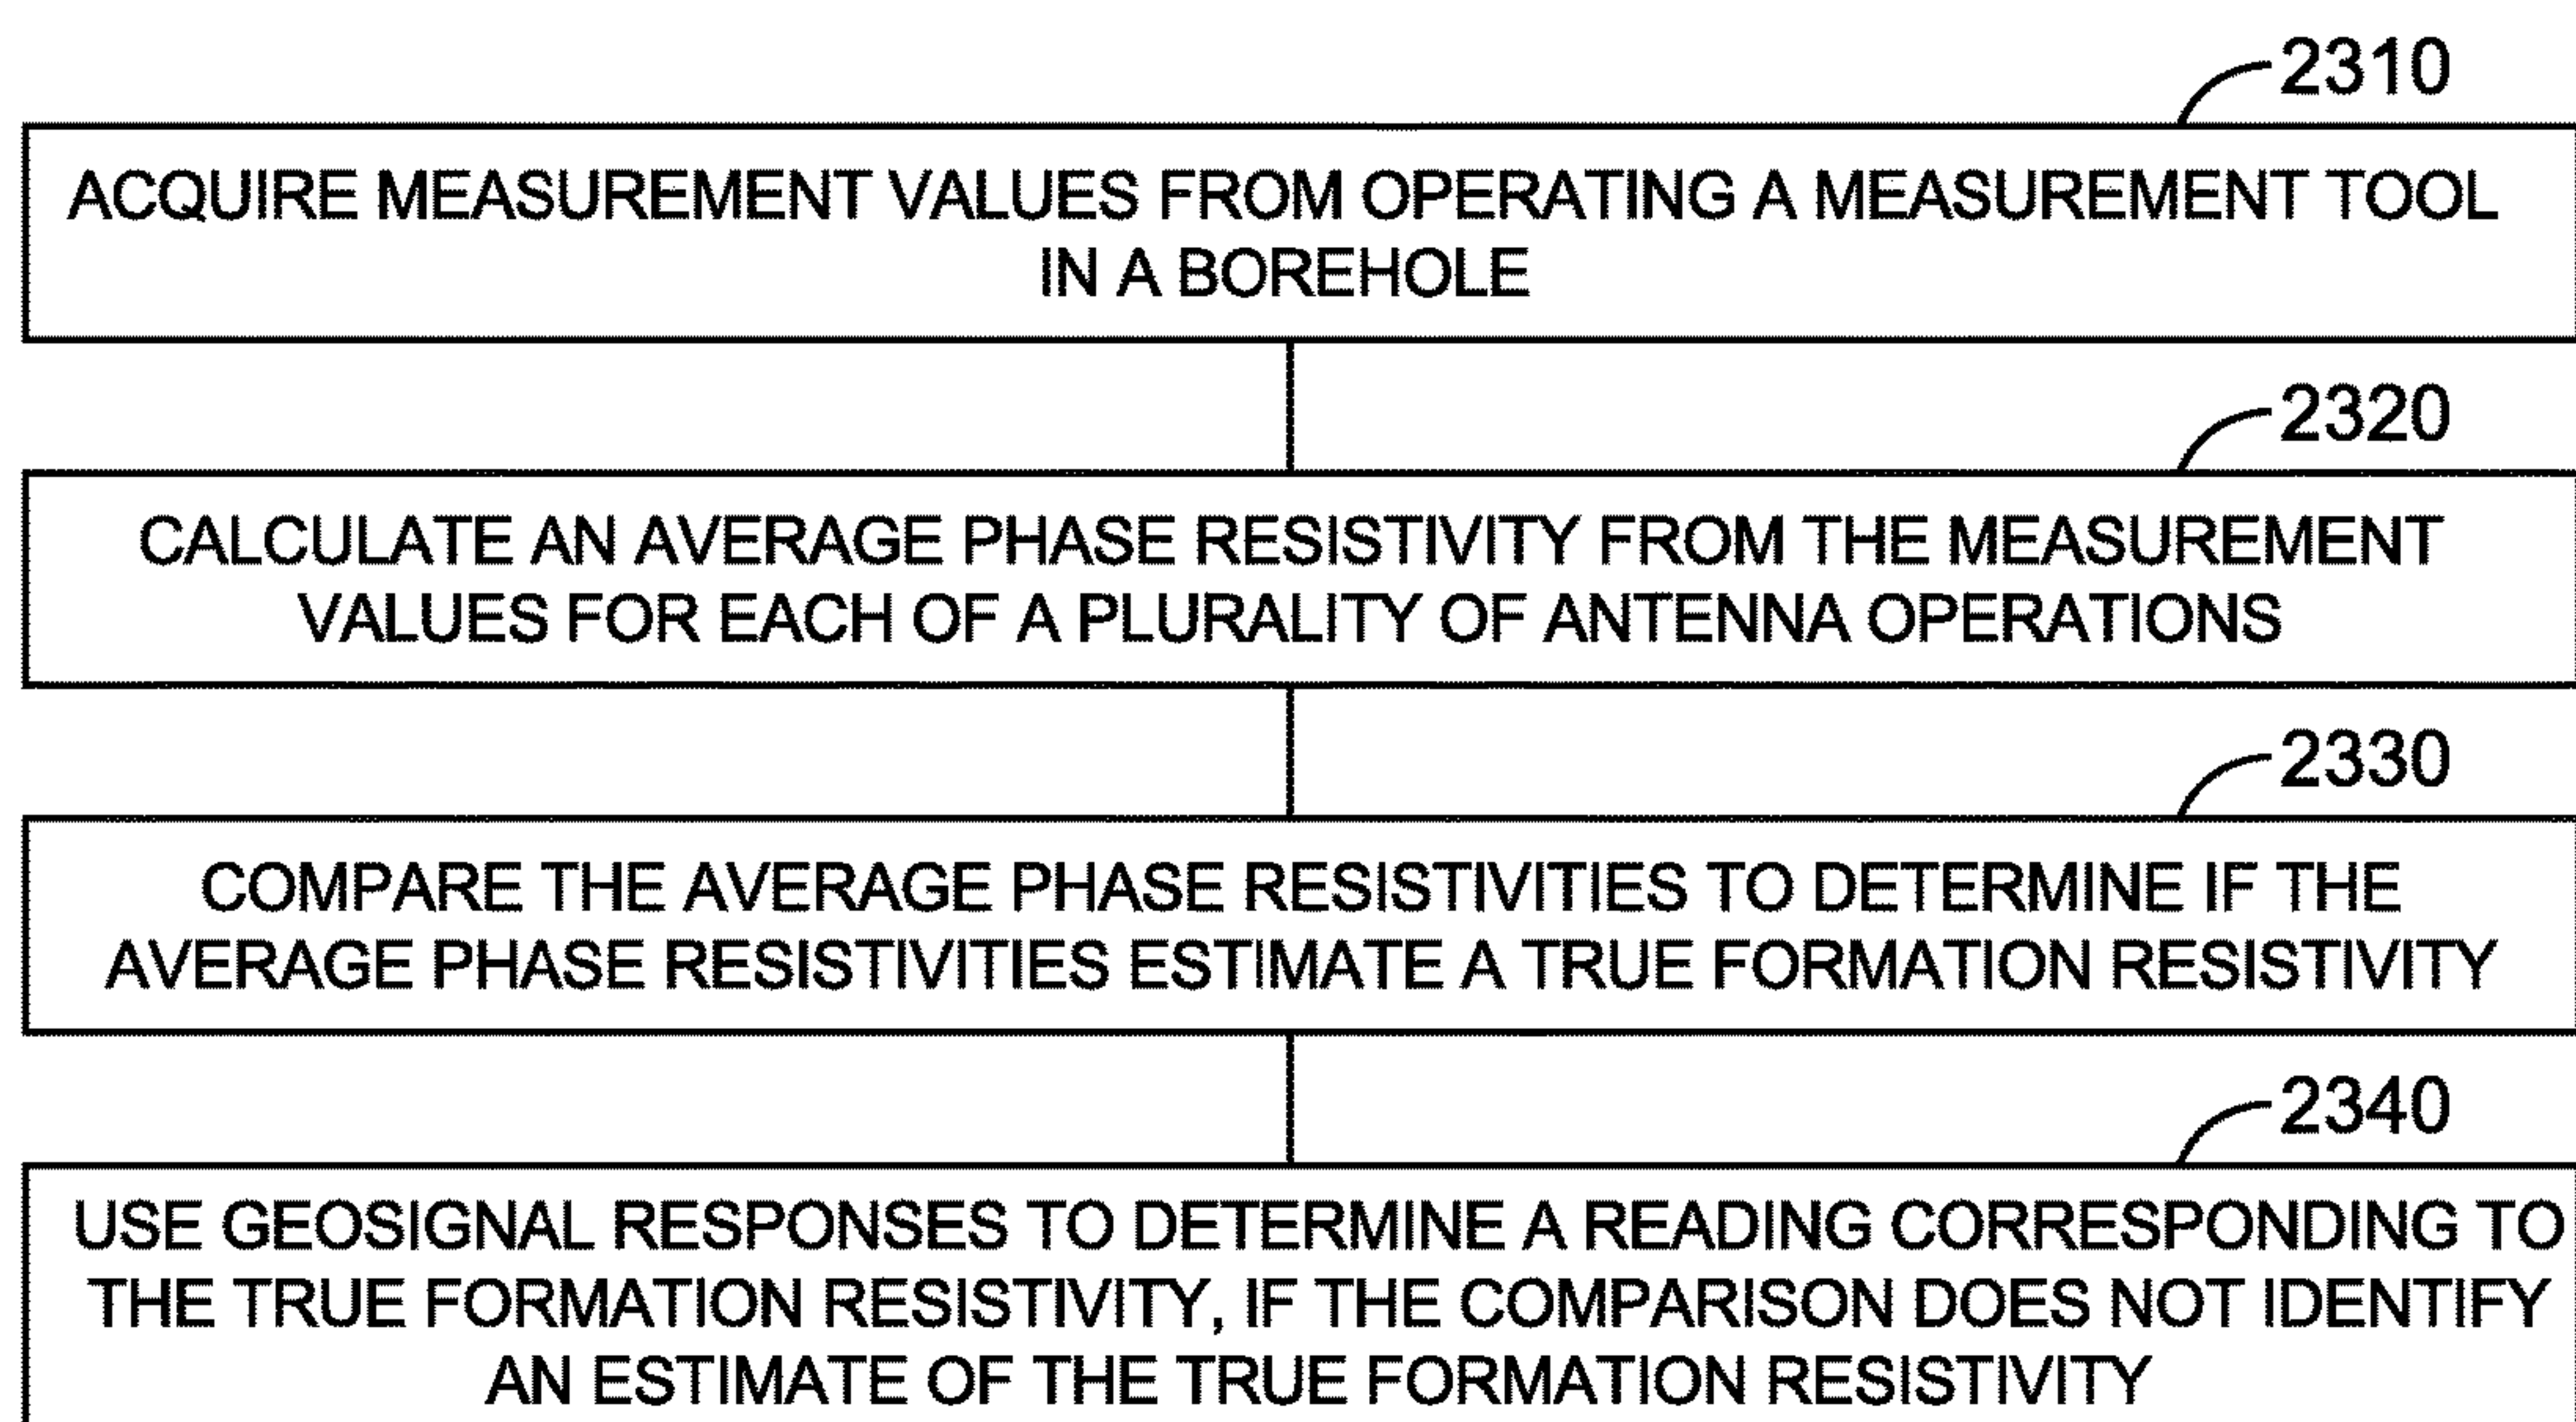 2310
ACQUIRE MEASUREMENT VALUES FROM OPERATING A MEASUREMENT TOOL
IN A BOREHOLE
2320
CALCULATE AN AVERAGE PHASE RESISTIVITY FROM THE MEASUREMENT
VALUES FOR EACH OF A PLURALITY OF ANTENNA OPERATIONS
2330
COMPARE THE AVERAGE PHASE RESISTIVITIES TO DETERMINE IF THE
AVERAGE PHASE RESISTIVITIES ESTIMATE A TRUE FORMATION RESISTIVITY
2340
USE GEOSIGNAL RESPONSES TO DETERMINE A READING CORRESPONDING TO
THE TRUE FORMATION RESISTIVITY, IF THE COMPARISON DOES NOT IDENTIFY
AN ESTIMATE OF THE TRUE FORMATION RESISTIVITY